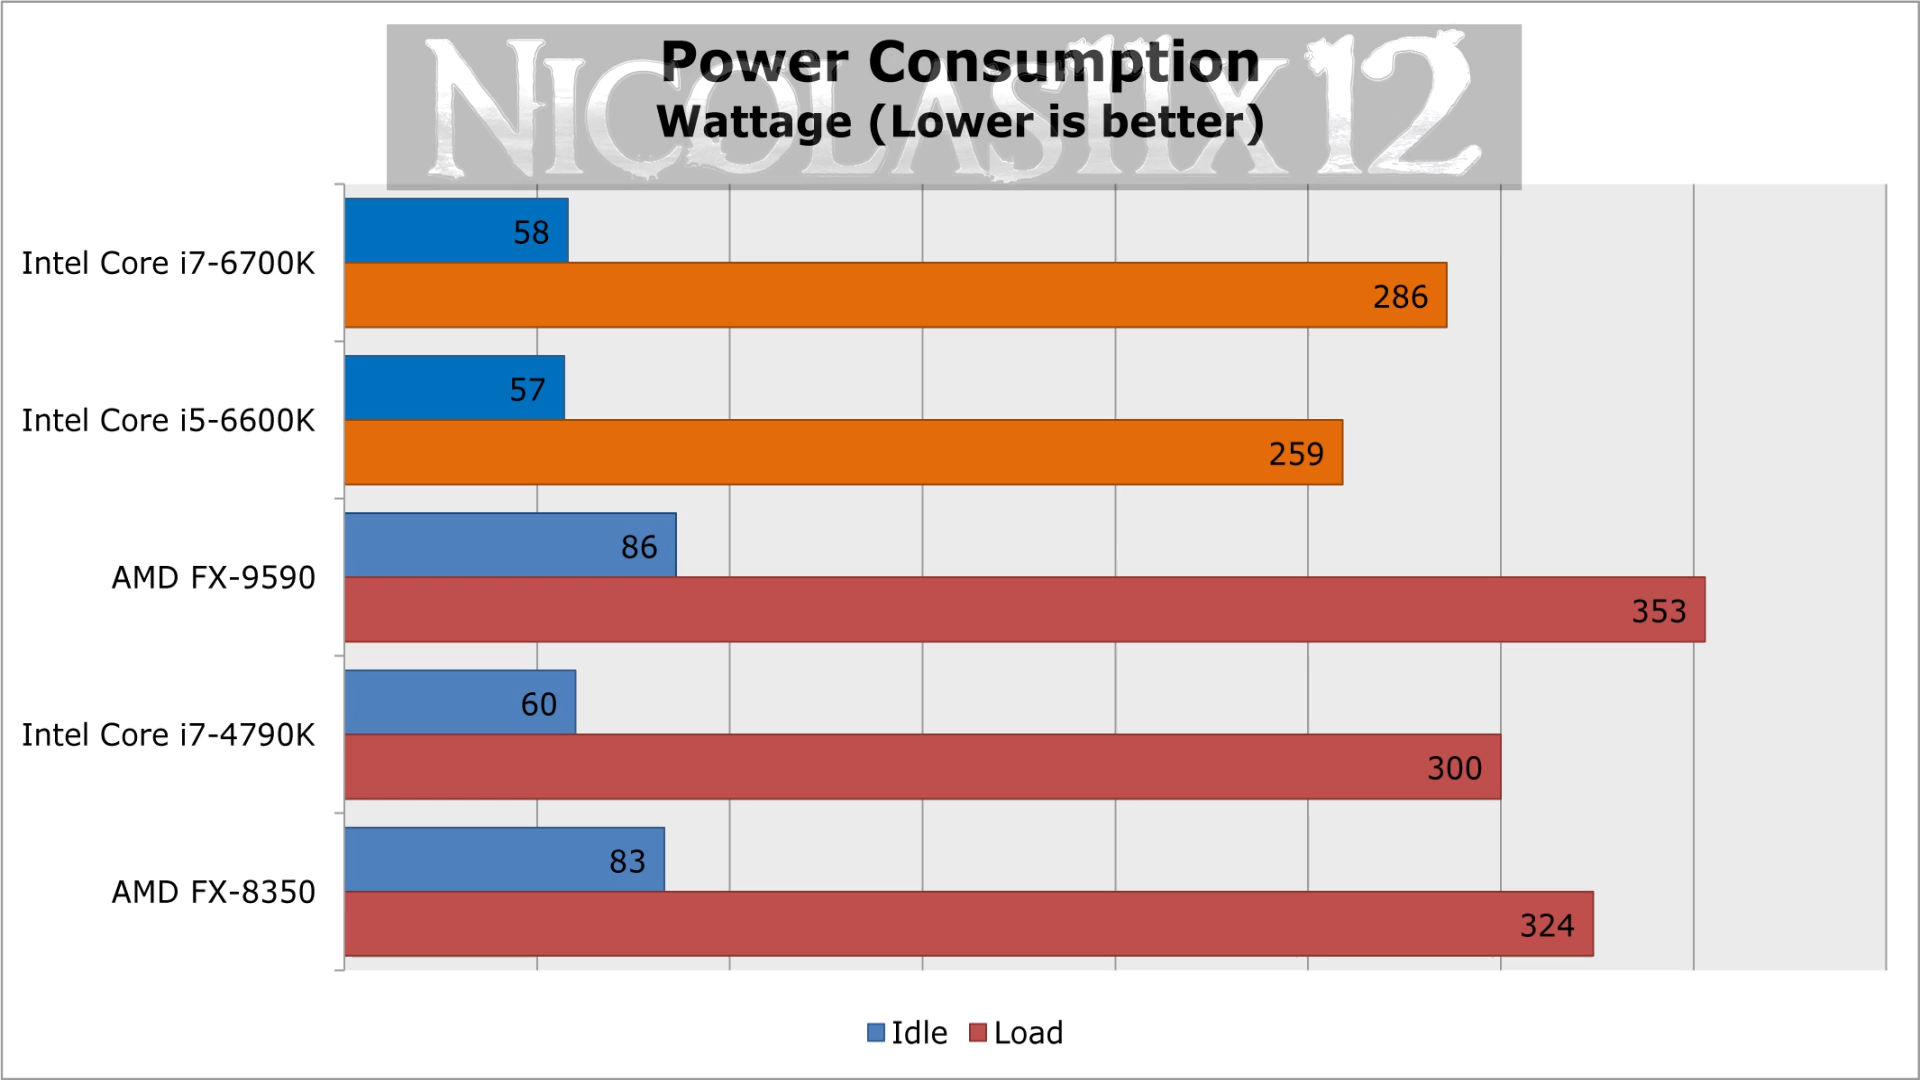 NICOLAS11X12
Power Consumption
Wattage (Lower is better)
Intel Core i7-6700K
58
286
Intel Core i5-6600K
57
259
AMD FX-9590
86
353
Intel Core i7-4790K
60
300
AMD FX-8350
83
324
Idle Load